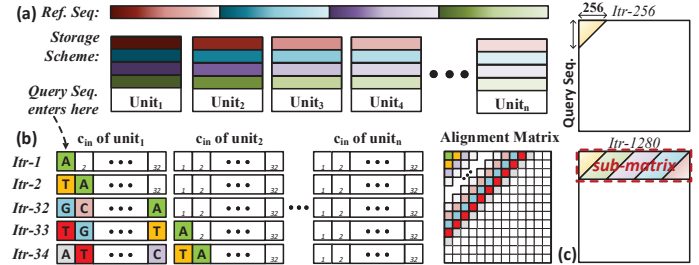 (a) Ref. Seq:
Storage
Scheme:
Unit1 Unit2 Unit3 Unit4 Unitn
Query Seq.
enters here
(b) cin of unit1 cin of unit2 cin of unitn Alignment Matrix
Itr-1 A 2 32 1 2 32 1 2 32
Itr-2 T A 32 1 2 32 1 2 32
Itr-32 G C A 1 2 32 1 2 32
Itr-33 T G T A 2 32 1 2 32
Itr-34 A T C T A 32 1 2 32
256 Itr-256
Query Seq.
Itr-1280
sub-matrix
(c)